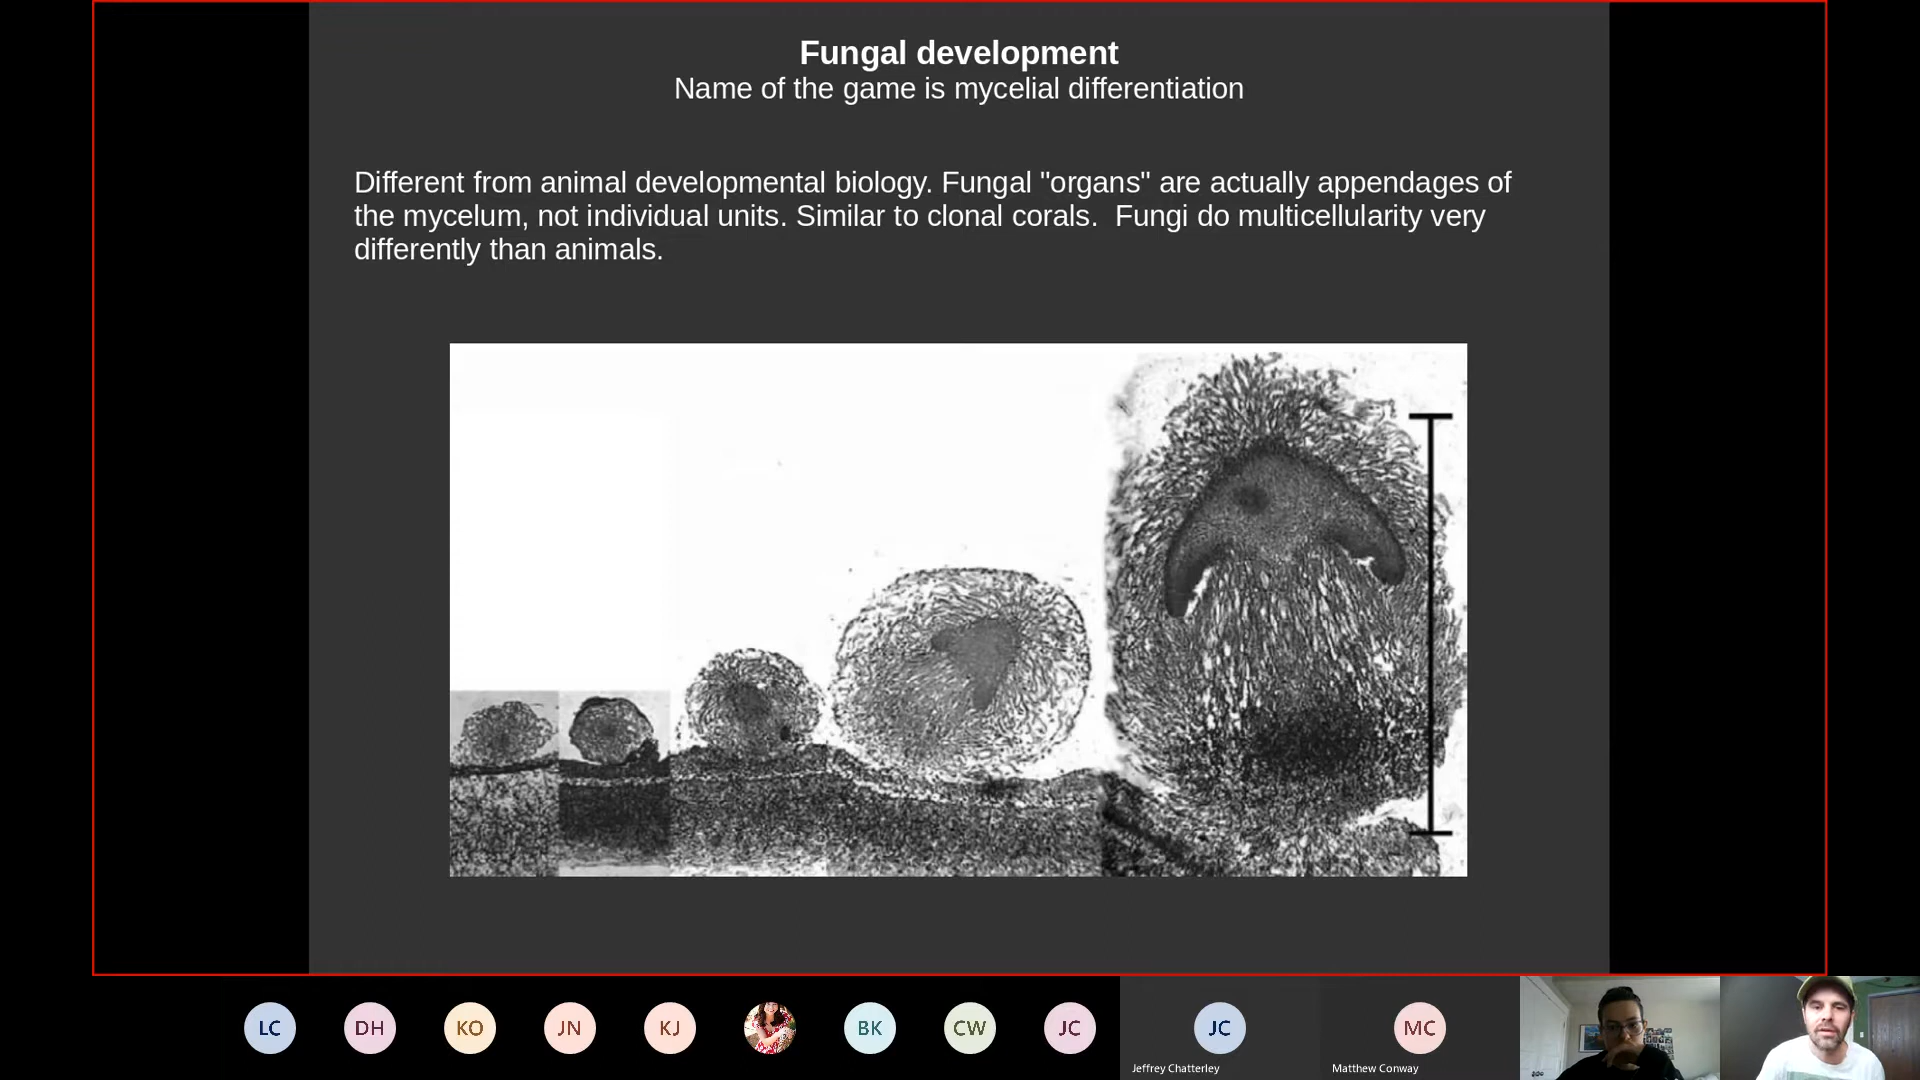 Fungal development
Name of the game is mycelial differentiation
Different from animal developmental biology. Fungal "organs" are actually appendages of
the mycelum, not individual units. Similar to clonal corals.  Fungi do multicellularity very
differently than animals.
LC
DH
KO
JN
KJ
BK
CW
JC
JC
MC
Jeffrey Chatterley
Matthew Conway